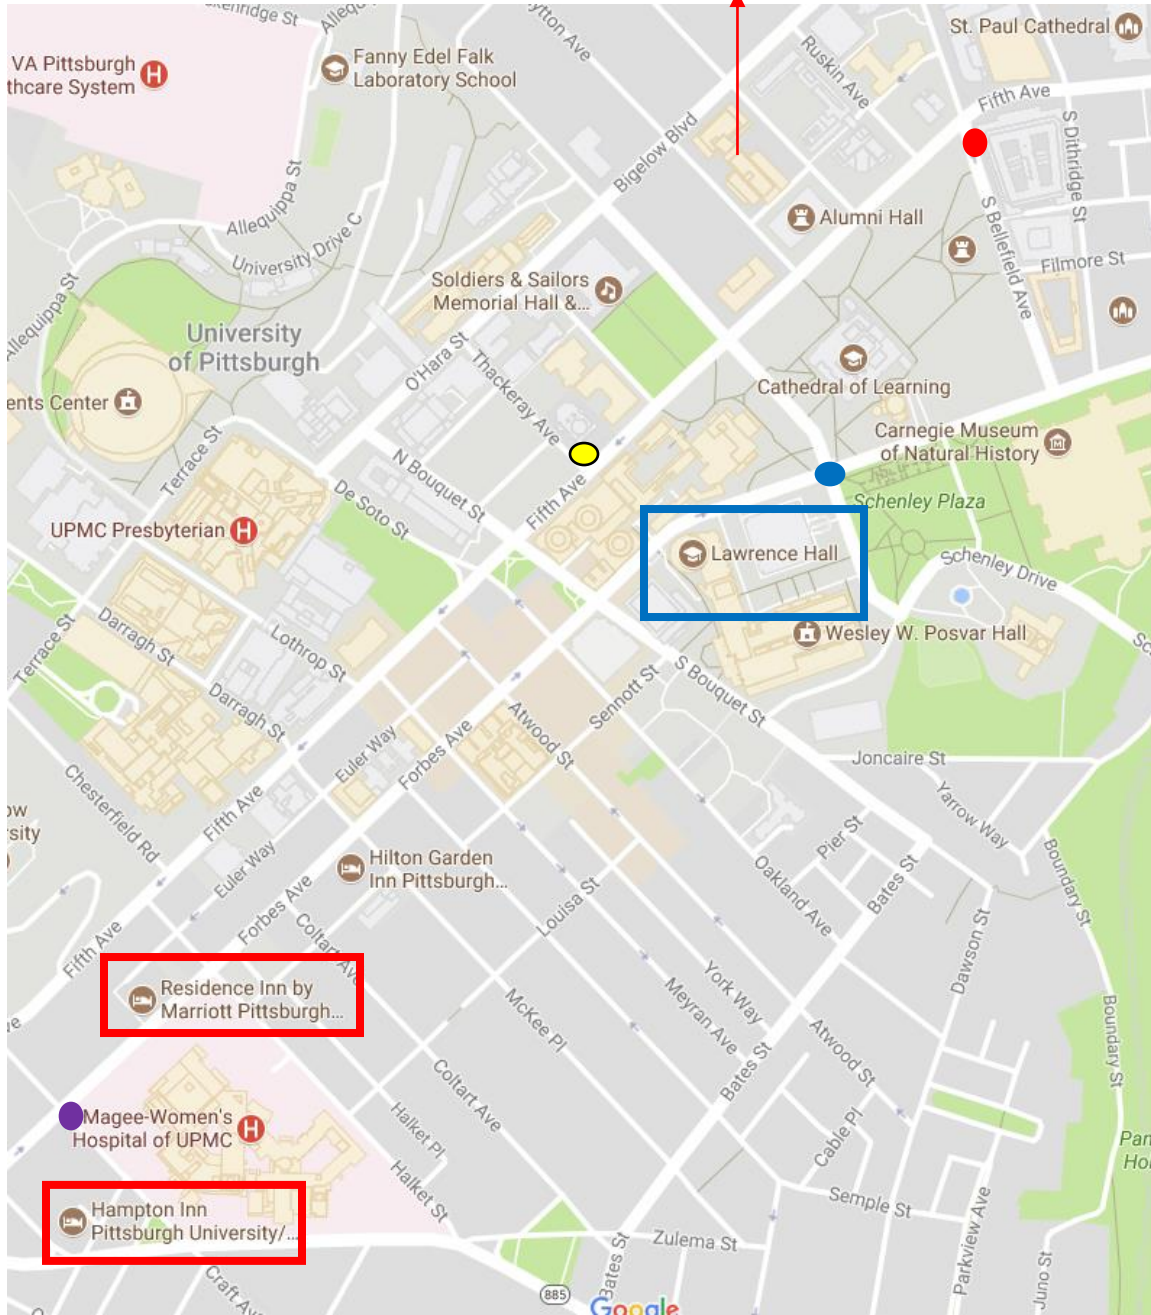 St. Paul Cathedral
Fanny Edel Falk
Laboratory School
VA Pittsburgh
thcare System
Ruskin Ave
Fifth Ave
S Dithridge St
Bigelow Blvd
Allequippa St
University Drive C
Alumni Hall
S Bellefield Ave
Filmore St
Allequippa St
Soldiers & Sailors
Memorial Hall &...
University
of Pittsburgh
O'Hara St
Thackeray Ave
Cathedral of Learning
ents Center
Carnegie Museum
of Natural History
Terrace St
N Bouquet St
De Soto St
Fifth Ave
Schenley Plaza
UPMC Presbyterian
Lawrence Hall
Schenley Drive
Terrace St
Darragh St
Lothrop St
Wesley W. Posvar Hall
Sennott St
S Bouquet St
Darragh St
Euler Way
Forbes Ave
Atwood St
Joncaire St
Chesterfield Rd
Fifth Ave
Yarrow Way
Pier St
Euler Way
Hilton Garden
Inn Pittsburgh...
Oakland Ave
Bates St
Boundary St
Forbes Ave
Louisa St
Coltart Ave
Fifth Ave
Dawson St
Residence Inn by
Marriott Pittsburgh...
McKee Pl
Meyran Ave
York Way
Atwood St
Boundary St
Bates St
Coltart Ave
Magee-Women's
Hospital of UPMC
Halket Pl
Cable Pl
Halket St
Semple St
Hampton Inn
Pittsburgh University/...
Zulema St
Parkview Ave
Juno St
Bates St
Craft Av
885
Google